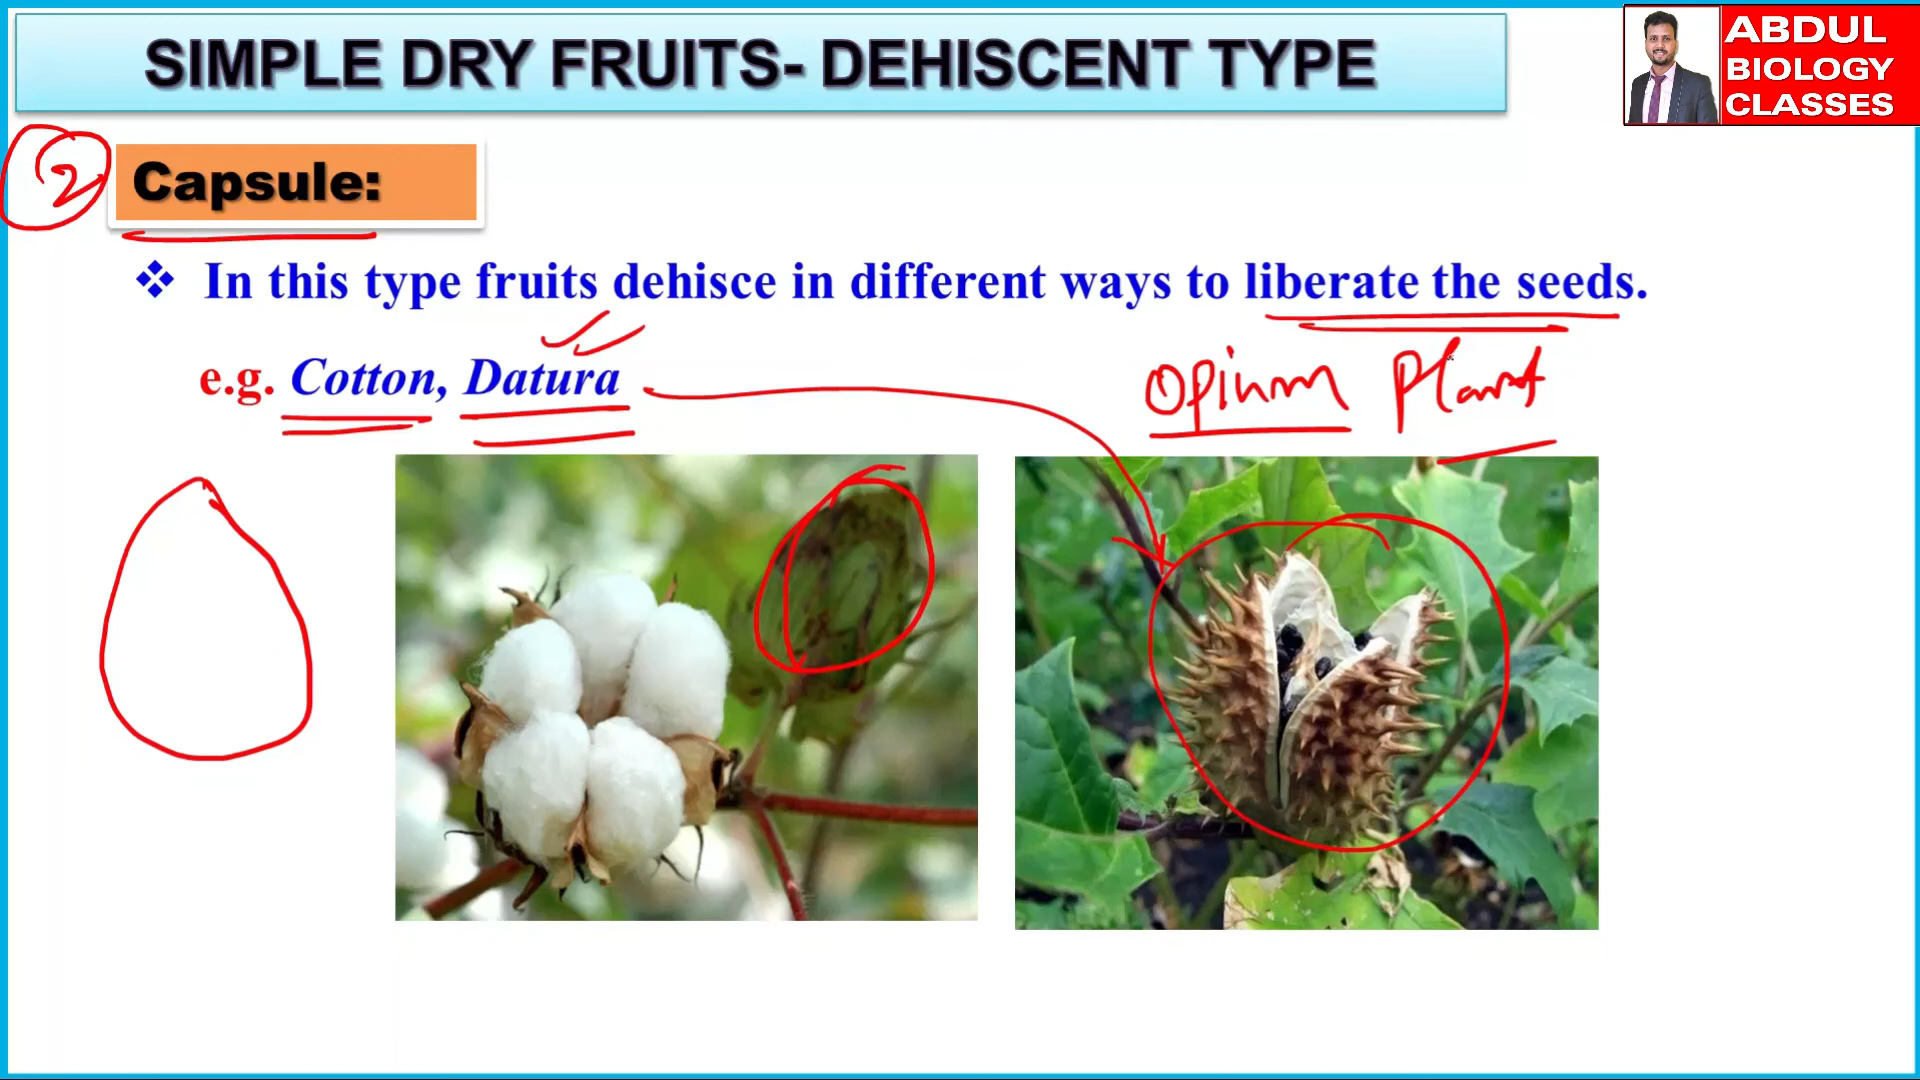 SIMPLE DRY FRUITS- DEHISCENT TYPE
ABDUL
BIOLOGY
CLASSES
2
Capsule:
❖ In this type fruits dehisce in different ways to liberate the seeds.
e.g. Cotton, Datura
Opium Plant